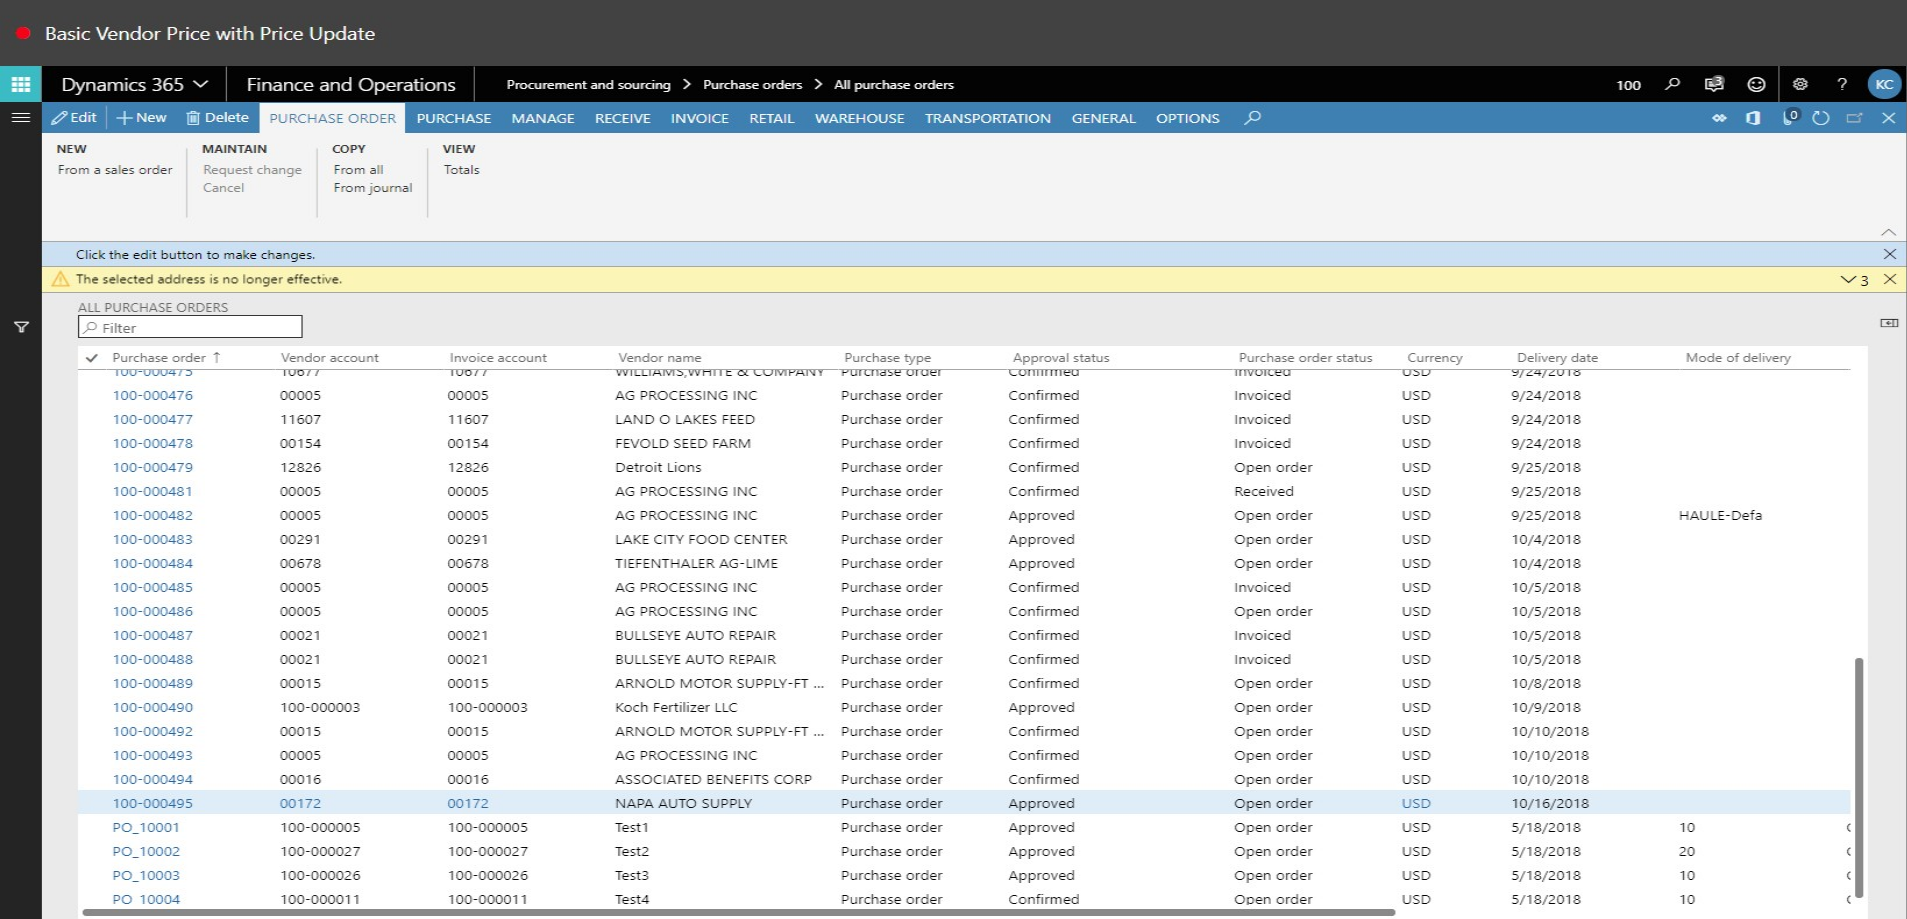 Basic Vendor Price with Price Update
Dynamics 365 Finance and Operations Procurement and sourcing > Purchase orders > All purchase orders 100 3 ? KC
Edit New Delete PURCHASE ORDER PURCHASE MANAGE RECEIVE INVOICE RETAIL WAREHOUSE TRANSPORTATION GENERAL OPTIONS 0
NEW MAINTAIN COPY VIEW
From a sales order Request change From all Totals
Cancel From journal
Click the edit button to make changes.
The selected address is no longer effective. 3
ALL PURCHASE ORDERS
Filter
Purchase order ↑ Vendor account Invoice account Vendor name Purchase type Approval status Purchase order status Currency Delivery date Mode of delivery
100-000475 10677 10677 WILLIAMS,WHITE & COMPANY Purchase order Confirmed Invoiced USD 9/24/2018
100-000476 00005 00005 AG PROCESSING INC Purchase order Confirmed Invoiced USD 9/24/2018
100-000477 11607 11607 LAND O LAKES FEED Purchase order Confirmed Invoiced USD 9/24/2018
100-000478 00154 00154 FEVOLD SEED FARM Purchase order Confirmed Invoiced USD 9/24/2018
100-000479 12826 12826 Detroit Lions Purchase order Confirmed Open order USD 9/25/2018
100-000481 00005 00005 AG PROCESSING INC Purchase order Confirmed Received USD 9/25/2018
100-000482 00005 00005 AG PROCESSING INC Purchase order Approved Open order USD 9/25/2018 HAULE-Defa
100-000483 00291 00291 LAKE CITY FOOD CENTER Purchase order Approved Open order USD 10/4/2018
100-000484 00678 00678 TIEFENTHALER AG-LIME Purchase order Approved Open order USD 10/4/2018
100-000485 00005 00005 AG PROCESSING INC Purchase order Confirmed Invoiced USD 10/5/2018
100-000486 00005 00005 AG PROCESSING INC Purchase order Confirmed Open order USD 10/5/2018
100-000487 00021 00021 BULLSEYE AUTO REPAIR Purchase order Confirmed Invoiced USD 10/5/2018
100-000488 00021 00021 BULLSEYE AUTO REPAIR Purchase order Confirmed Invoiced USD 10/5/2018
100-000489 00015 00015 ARNOLD MOTOR SUPPLY-FT ... Purchase order Confirmed Open order USD 10/8/2018
100-000490 100-000003 100-000003 Koch Fertilizer LLC Purchase order Approved Open order USD 10/9/2018
100-000492 00015 00015 ARNOLD MOTOR SUPPLY-FT ... Purchase order Confirmed Open order USD 10/10/2018
100-000493 00005 00005 AG PROCESSING INC Purchase order Confirmed Open order USD 10/10/2018
100-000494 00016 00016 ASSOCIATED BENEFITS CORP Purchase order Confirmed Open order USD 10/10/2018
100-000495 00172 00172 NAPA AUTO SUPPLY Purchase order Approved Open order USD 10/16/2018
PO_10001 100-000005 100-000005 Test1 Purchase order Approved Open order USD 5/18/2018 10
PO_10002 100-000027 100-000027 Test2 Purchase order Approved Open order USD 5/18/2018 20
PO_10003 100-000026 100-000026 Test3 Purchase order Approved Open order USD 5/18/2018 10
PO_10004 100-000011 100-000011 Test4 Purchase order Confirmed Open order USD 5/18/2018 10